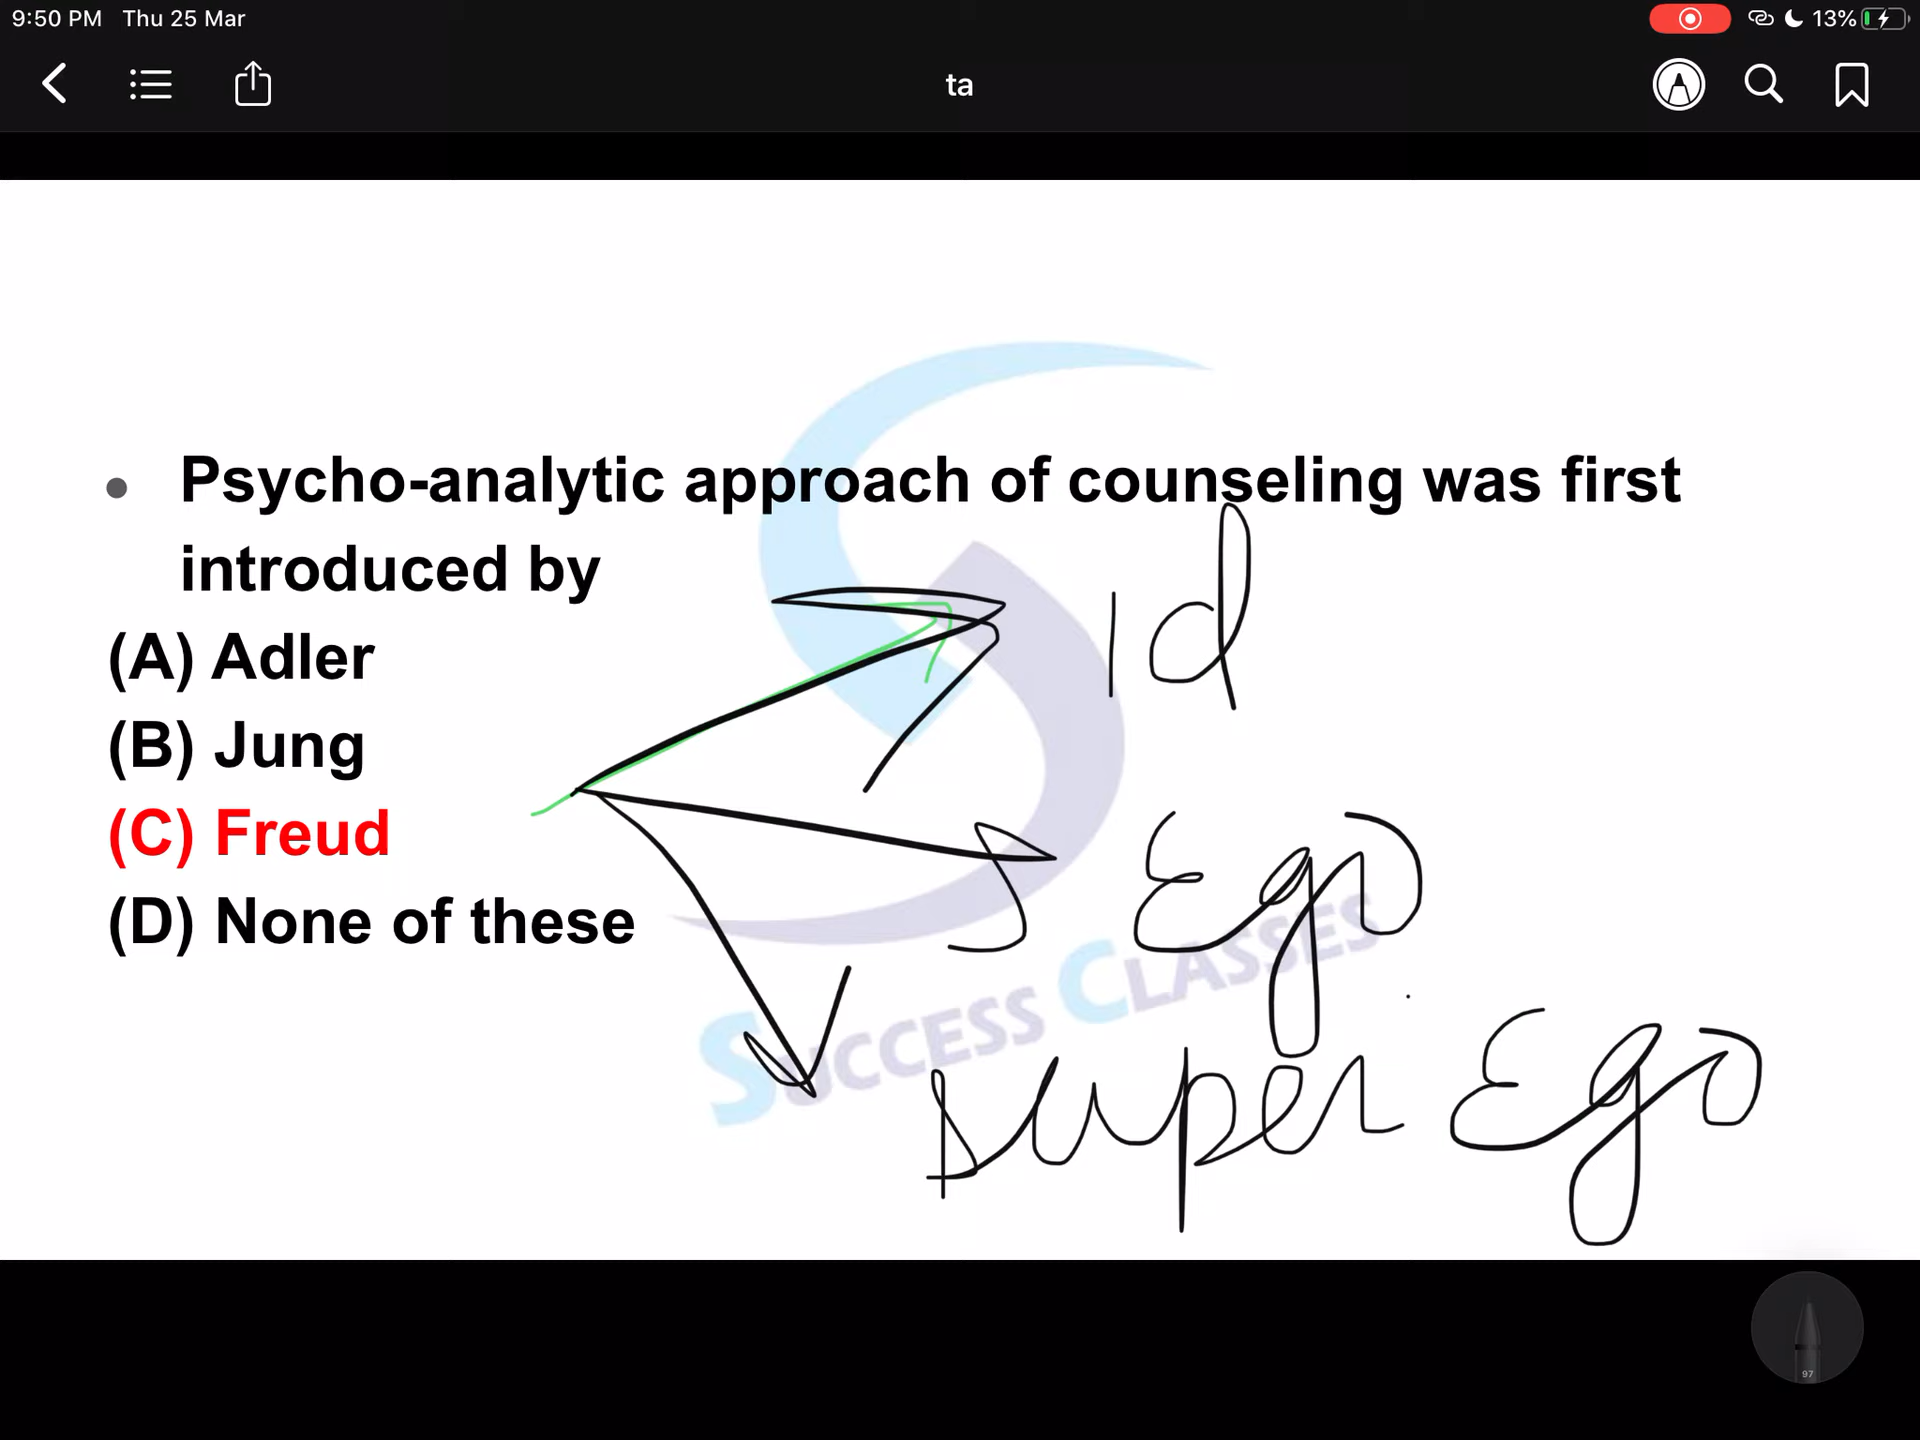 9:50 PM Thu 25 Mar
13%
ta
• Psycho-analytic approach of counseling was first
introduced by
(A) Adler
(B) Jung
(C) Freud
(D) None of these
Id
Ego
Super Ego
SUCCESS CLASSES
97